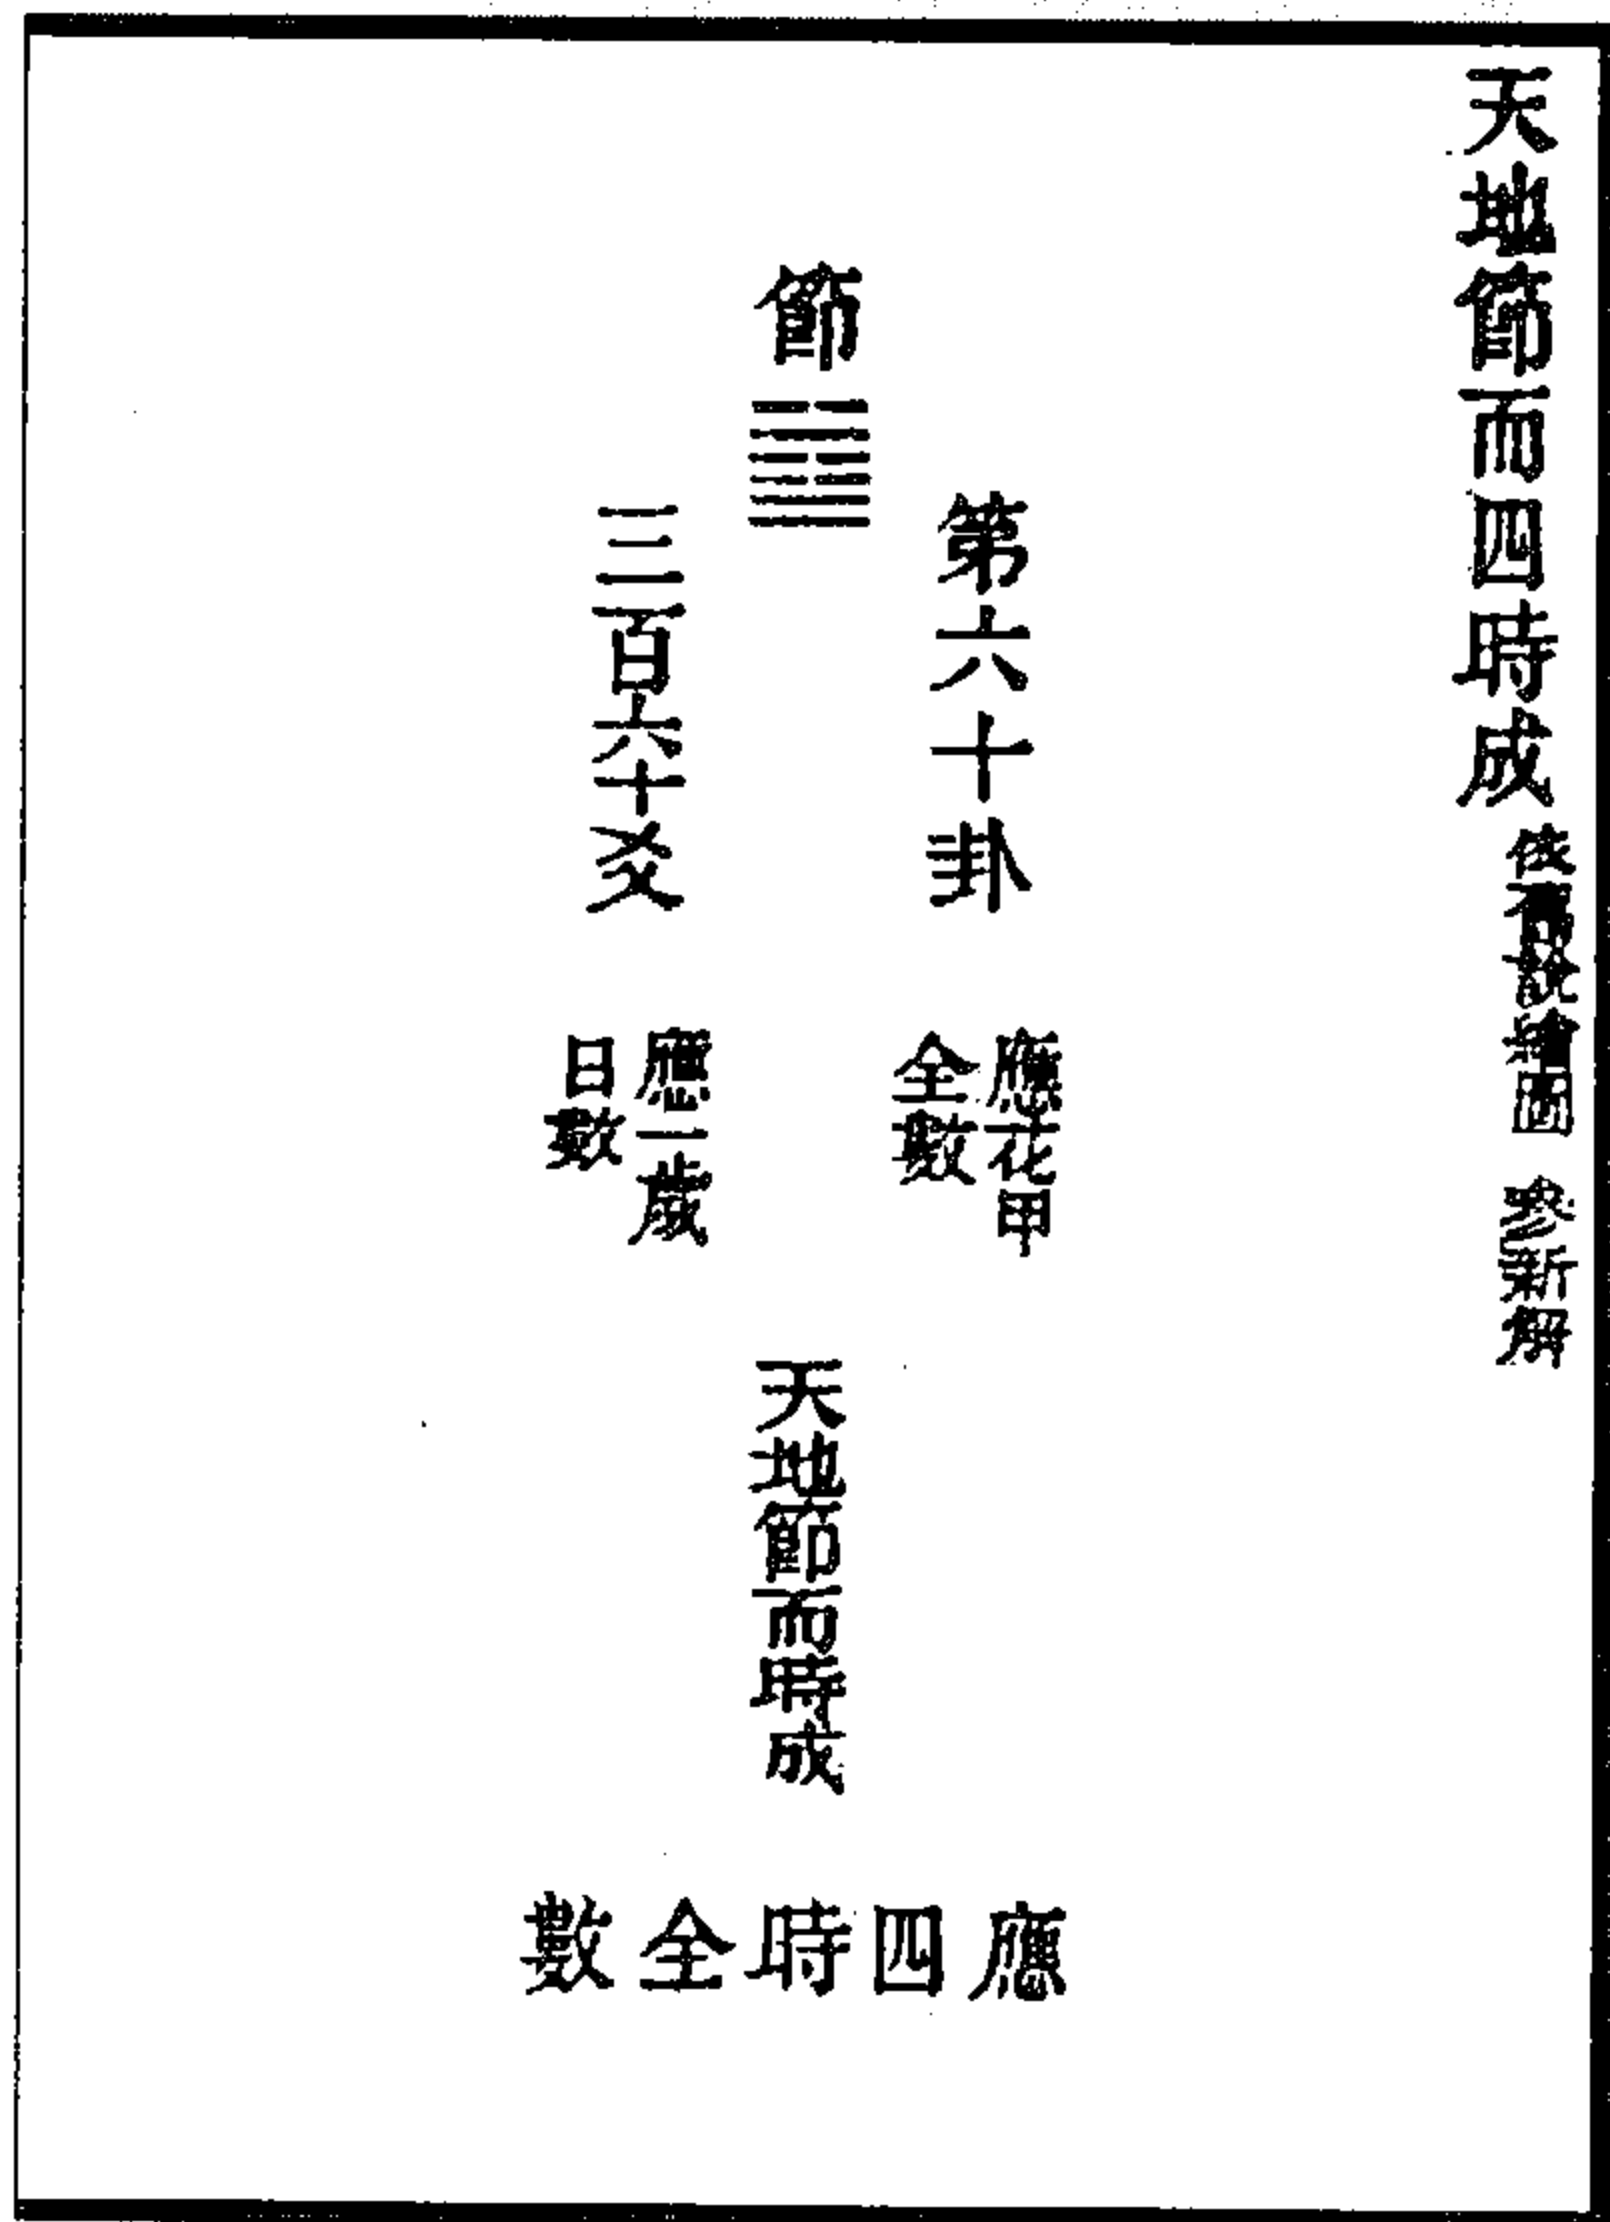 天地節而四時成 後有說繪圖 參新解
節 ䷻
第六十卦
應花甲
全數
三百六十爻
應一歲
日數
天地節而時成
應四時全數